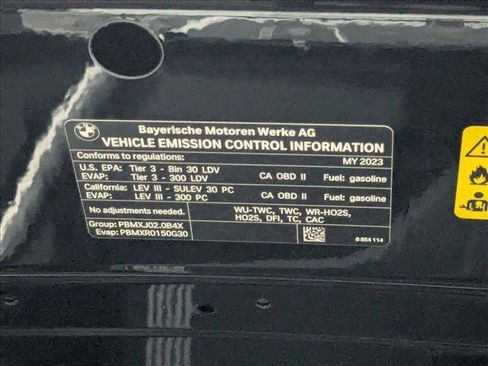 BMW
Bayerische Motoren Werke AG
VEHICLE EMISSION CONTROL INFORMATION
Conforms to regulations: MY 2023
U.S. EPA: Tier 3 - Bin 30 LDV
EVAP: Tier 3 - 300 LDV CA OBD II Fuel: gasoline
California: LEV III - SULEV 30 PC
EVAP: LEV III - 300 PC CA OBD II Fuel: gasoline
No adjustments needed. WU-TWC, TWC, WR-HO2S,
HO2S, DFI, TC, CAC
Group: PBMXJ02.0B4X
Evap: PBMXR0150G30 6 854 114